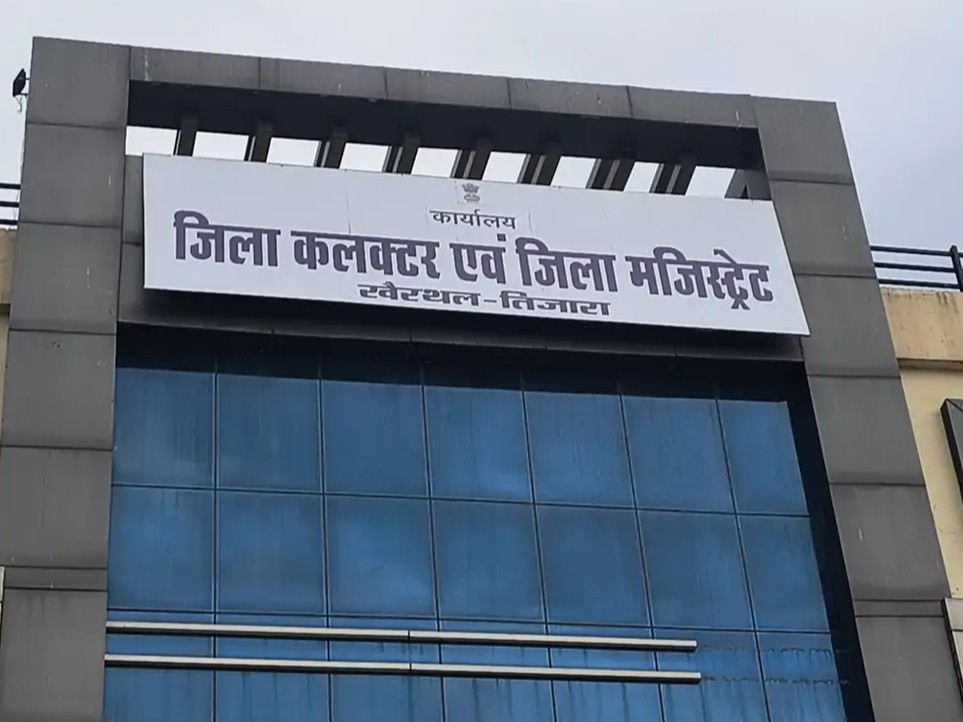 कार्यालय
जिला कलक्टर एवं जिला मजिस्ट्रेट
खैरथल-तिजारा